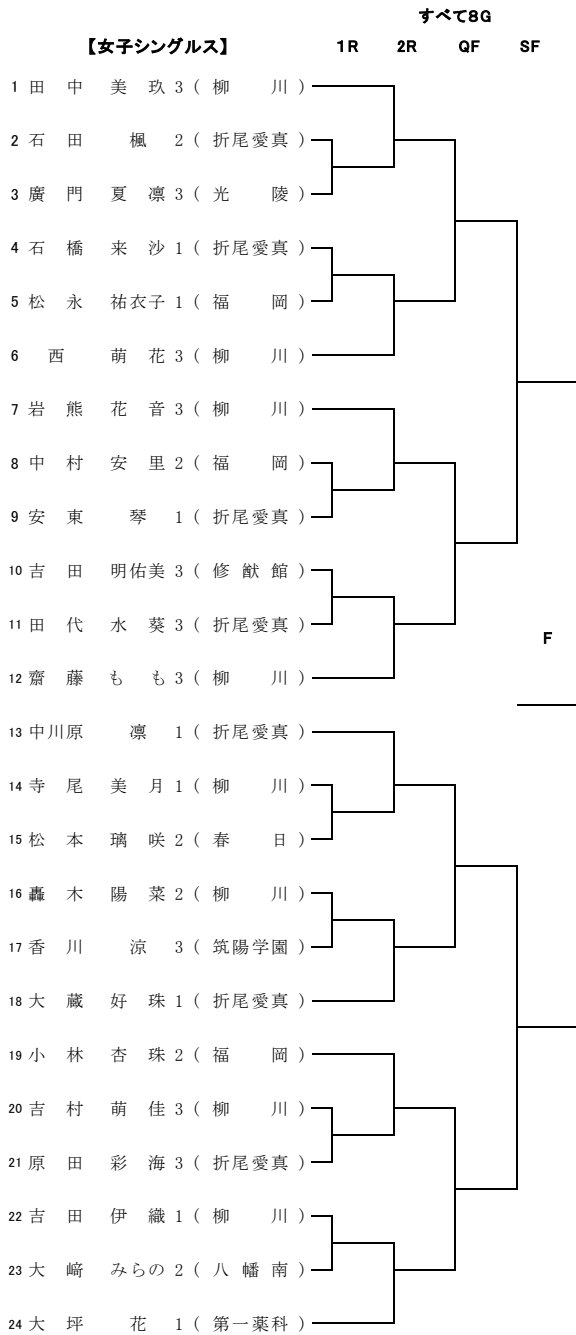 すべて8G
【女子シングルス】 1R 2R QF SF
1 田中 美玖 3 ( 柳川 )
2 石田 楓 2 ( 折尾愛真 )
3 廣門 夏凛 3 ( 光陵 )
4 石橋 来沙 1 ( 折尾愛真 )
5 松永 祐衣子 1 ( 福岡 )
6 西 萌花 3 ( 柳川 )
7 岩熊 花音 3 ( 柳川 )
8 中村 安里 2 ( 福岡 )
9 安東 琴 1 ( 折尾愛真 )
10 吉田 明佑美 3 ( 修猷館 )
11 田代 水葵 3 ( 折尾愛真 )
F
12 齋藤 もも 3 ( 柳川 )
13 中川原 凛 1 ( 折尾愛真 )
14 寺尾 美月 1 ( 柳川 )
15 松本 璃咲 2 ( 春日 )
16 轟木 陽菜 2 ( 柳川 )
17 香川 涼 3 ( 筑陽学園 )
18 大蔵 好珠 1 ( 折尾愛真 )
19 小林 杏珠 2 ( 福岡 )
20 吉村 萌佳 3 ( 柳川 )
21 原田 彩海 3 ( 折尾愛真 )
22 吉田 伊織 1 ( 柳川 )
23 大﨑 みらの 2 ( 八幡南 )
24 大坪 花 1 ( 第一薬科 )